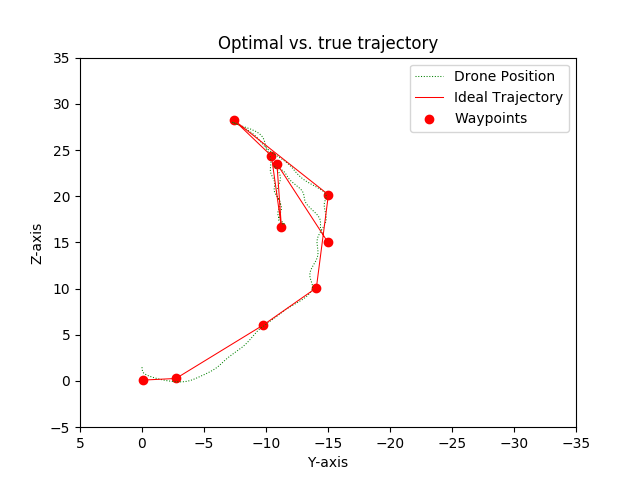 Optimal vs. true trajectory
Drone Position
Ideal Trajectory
Waypoints
Z-axis
35
30
25
20
15
10
5
0
−5
5 0 −5 −10 −15 −20 −25 −30 −35
Y-axis